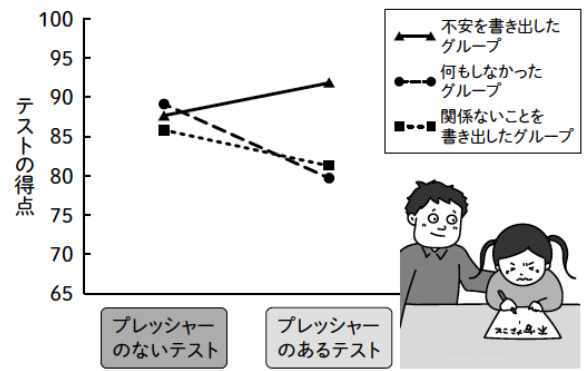 100
95
90
85
80
75
70
65
テストの得点
不安を書き出した
グループ
何もしなかった
グループ
関係ないことを
書き出したグループ
プレッシャー
のないテスト
プレッシャー
のあるテスト